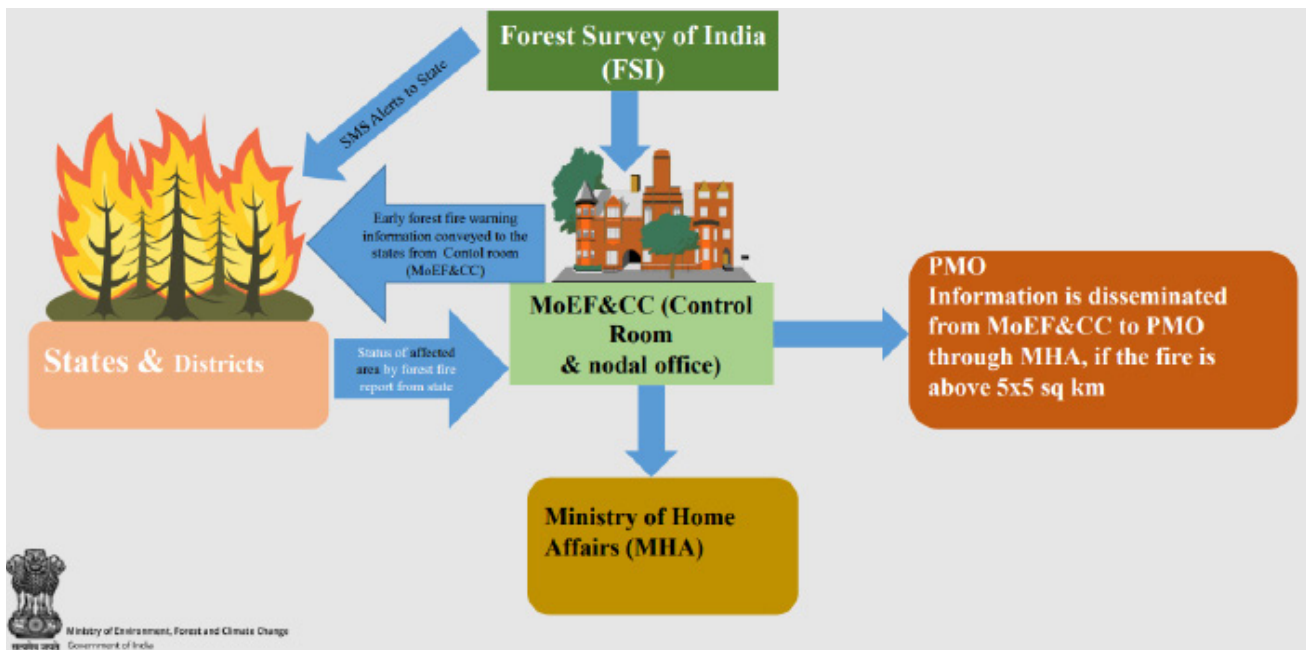 Forest Survey of India
(FSI)
SMS Alerts to State
Early forest fire warning
information conveyed to the
states from Contol room
(MoEF&CC)
MoEF&CC (Control
Room
& nodal office)
PMO
Information is disseminated
from MoEF&CC to PMO
through MHA, if the fire is
above 5x5 sq km
States & Districts
Status of affected
area by forest fire
report from state
Ministry of Home
Affairs (MHA)
सत्यमेव जयते
Ministry of Environment, Forest and Climate Change
Government of India